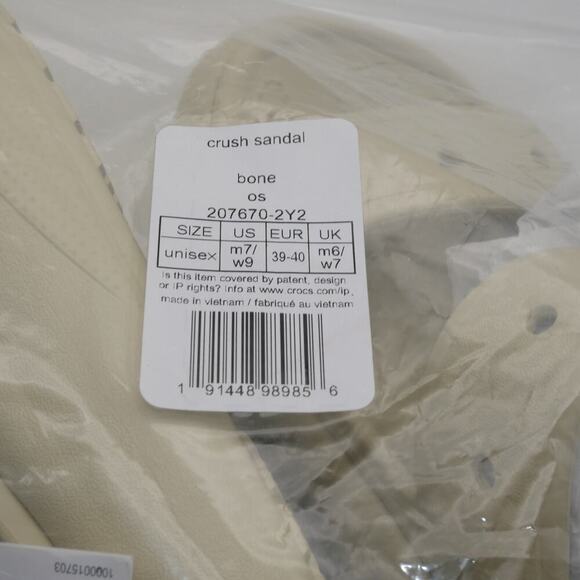 crush sandal
bone
os
207670-2Y2
SIZE US EUR UK
unisex m7/ w9 39-40 m6/ w7
Is this item covered by patent, design
or IP rights? Info at www.crocs.com/ip.
made in vietnam / fabriqué au vietnam
1 91448 98985 6
1000015703